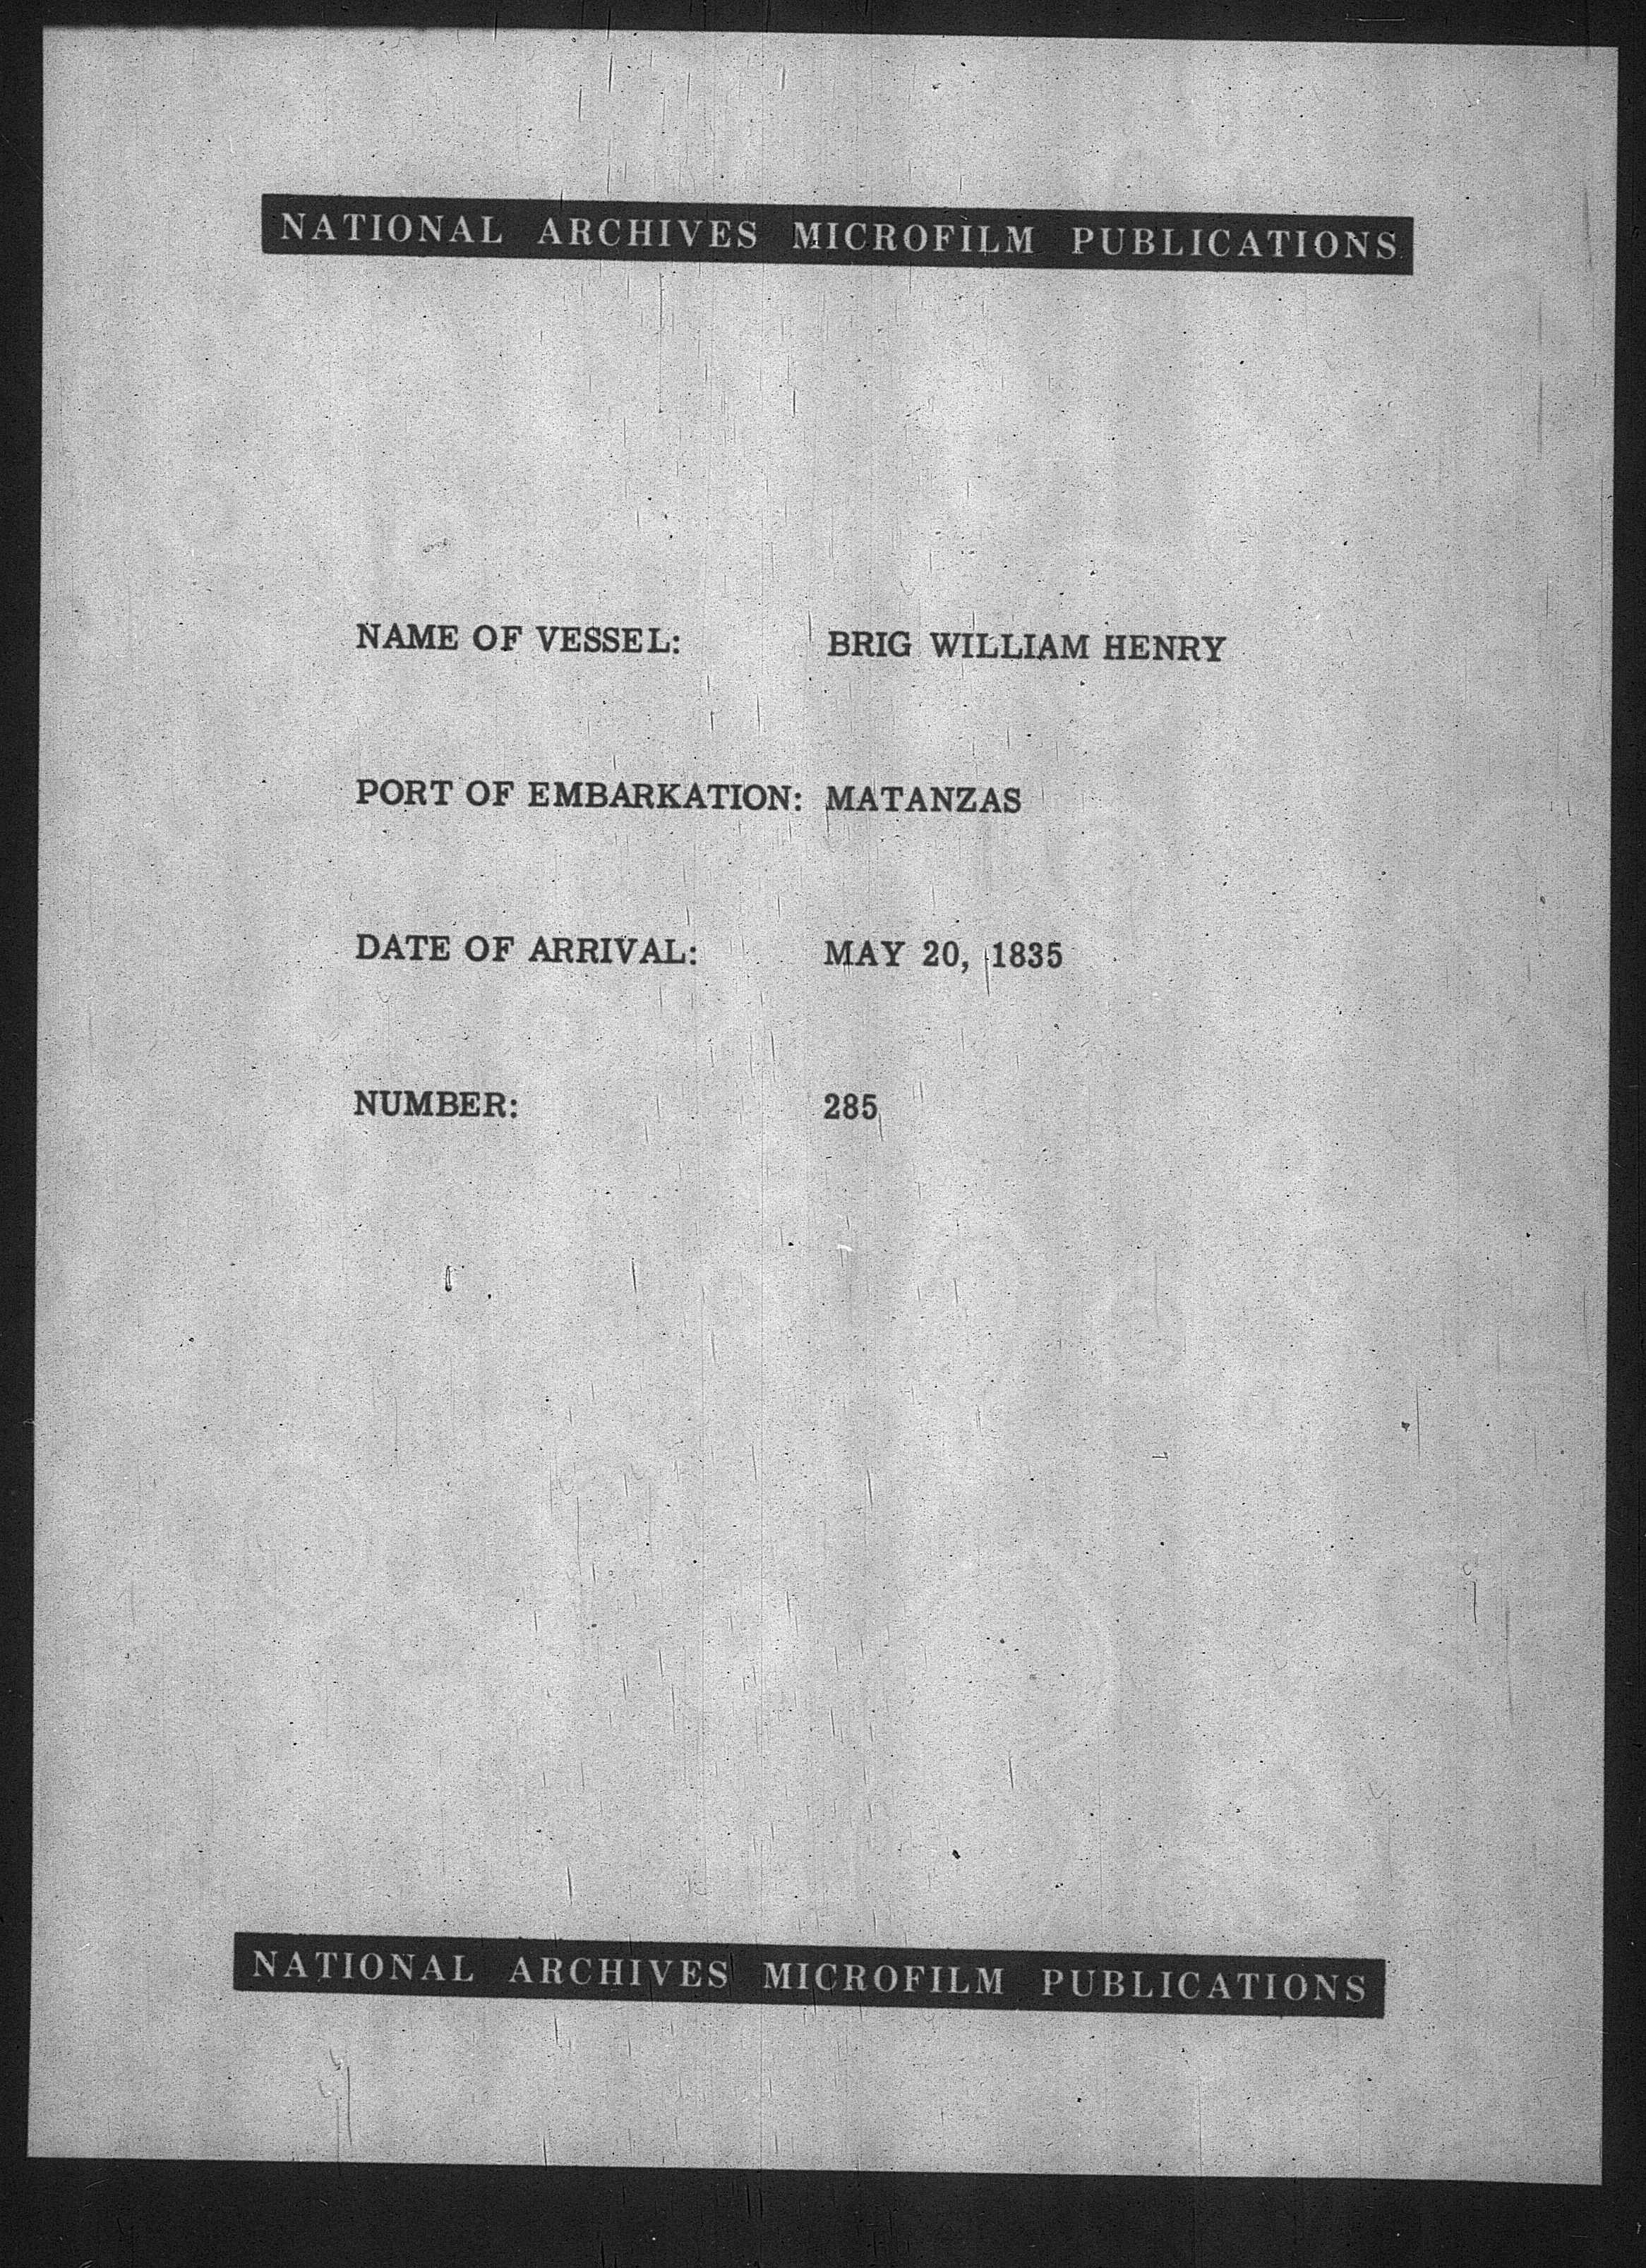 NATIONAL ARCHIVES MICROFILM PUBLICATIONS
NAME OF VESSEL: BRIG WILLIAM HENRY
PORT OF EMBARKATION: MATANZAS
DATE OF ARRIVAL: MAY 20, 1835
NUMBER: 285
NATIONAL ARCHIVES MICROFILM PUBLICATIONS